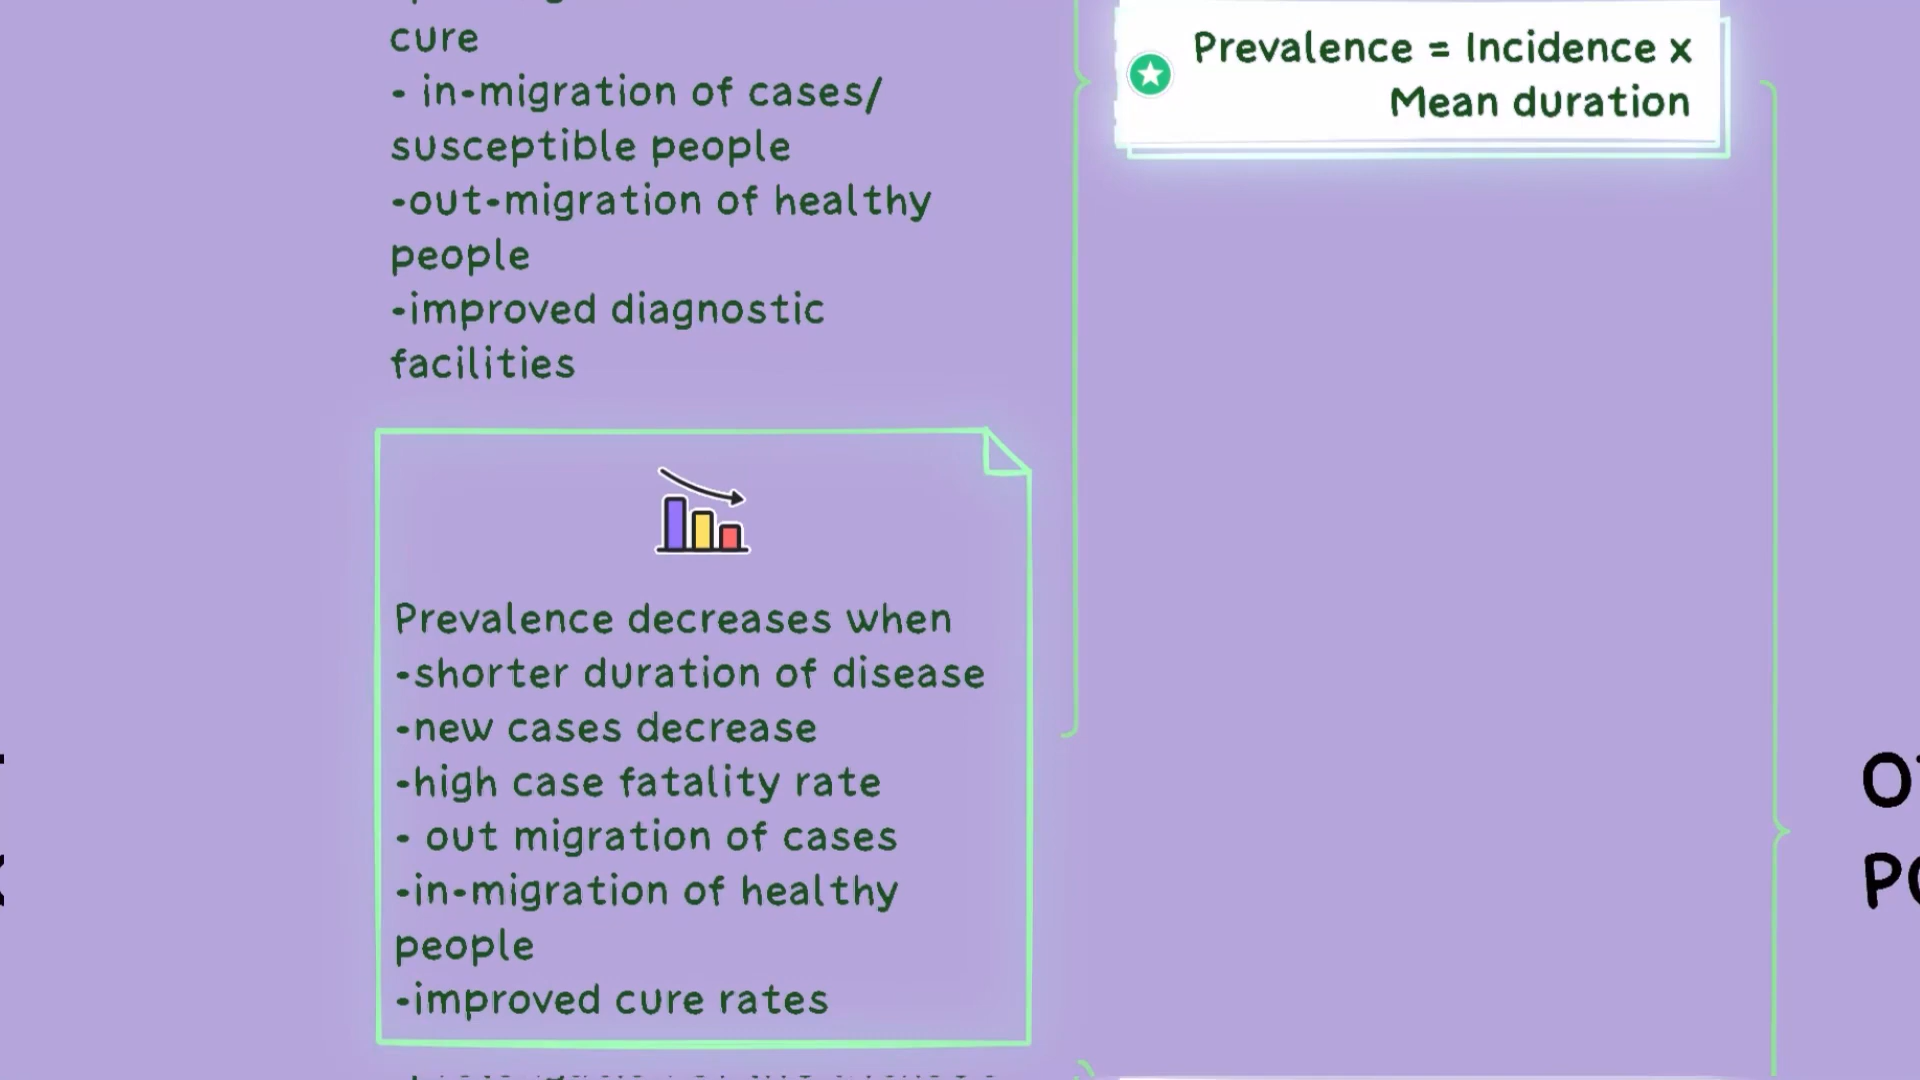 cure
- in-migration of cases/
susceptible people
-out-migration of healthy
people
-improved diagnostic
facilities
Prevalence decreases when
-shorter duration of disease
-new cases decrease
-high case fatality rate
- out migration of cases
-in-migration of healthy
people
-improved cure rates
Prevalence = Incidence x
Mean duration